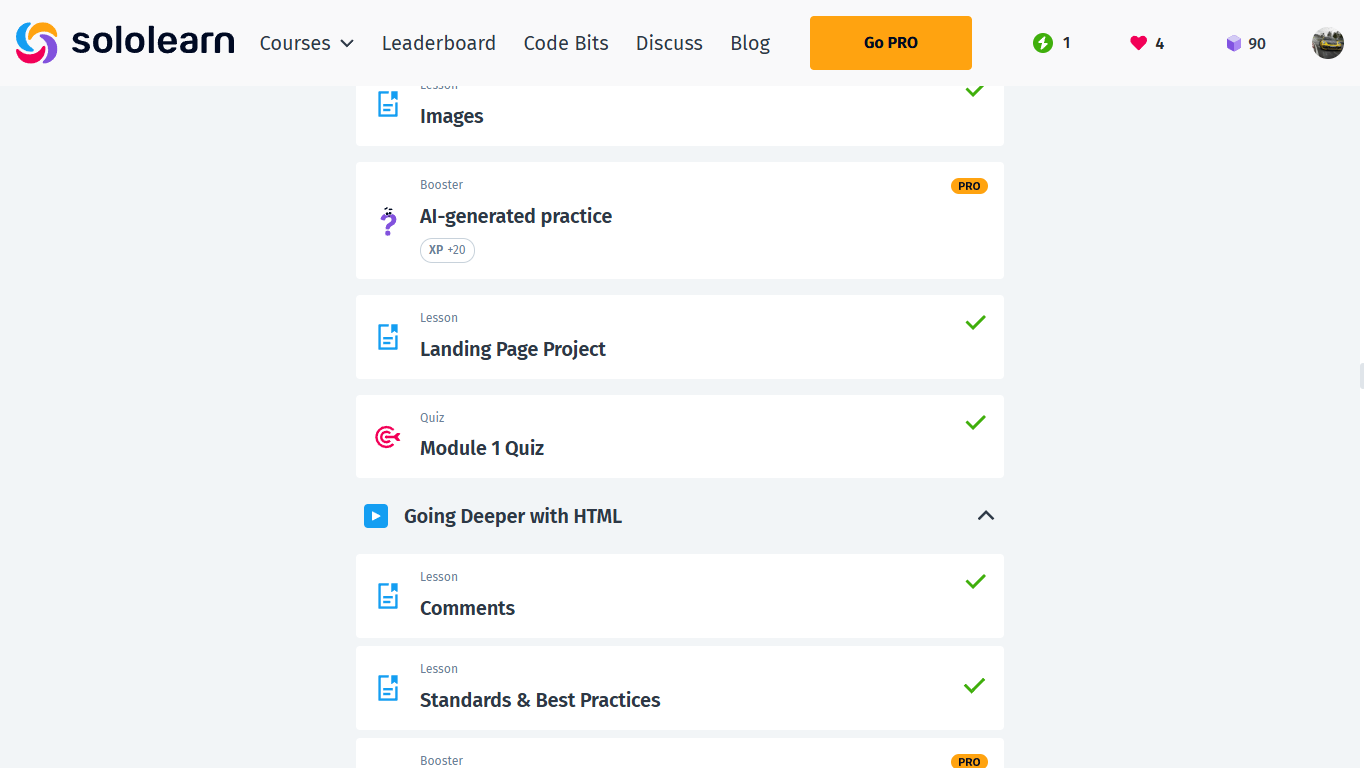 sololearn Courses Leaderboard Code Bits Discuss Blog Go PRO 1 4 90
Lesson
Images
Booster PRO
AI-generated practice
XP +20
Lesson
Landing Page Project
Quiz
Module 1 Quiz
Going Deeper with HTML
Lesson
Comments
Lesson
Standards & Best Practices
Booster PRO